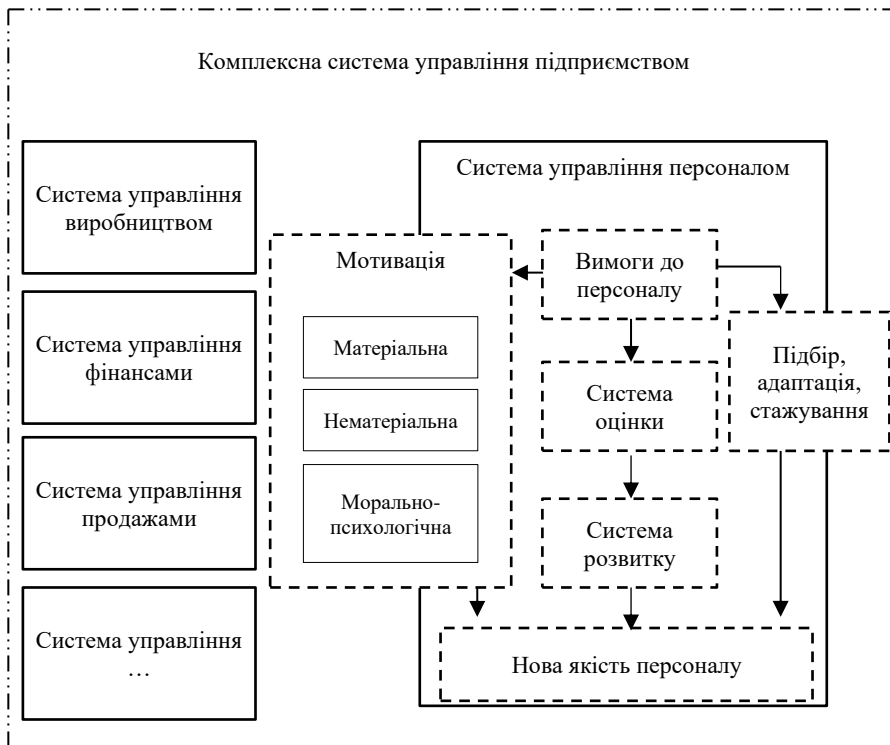 Комплексна система управління підприємством
Система управління
виробництвом
Система управління
фінансами
Система управління
продажами
Система управління
…
Система управління персоналом
Мотивація
Матеріальна
Нематеріальна
Морально-
психологічна
Вимоги до
персоналу
Система
оцінки
Система
розвитку
Підбір,
адаптація,
стажування
Нова якість персоналу